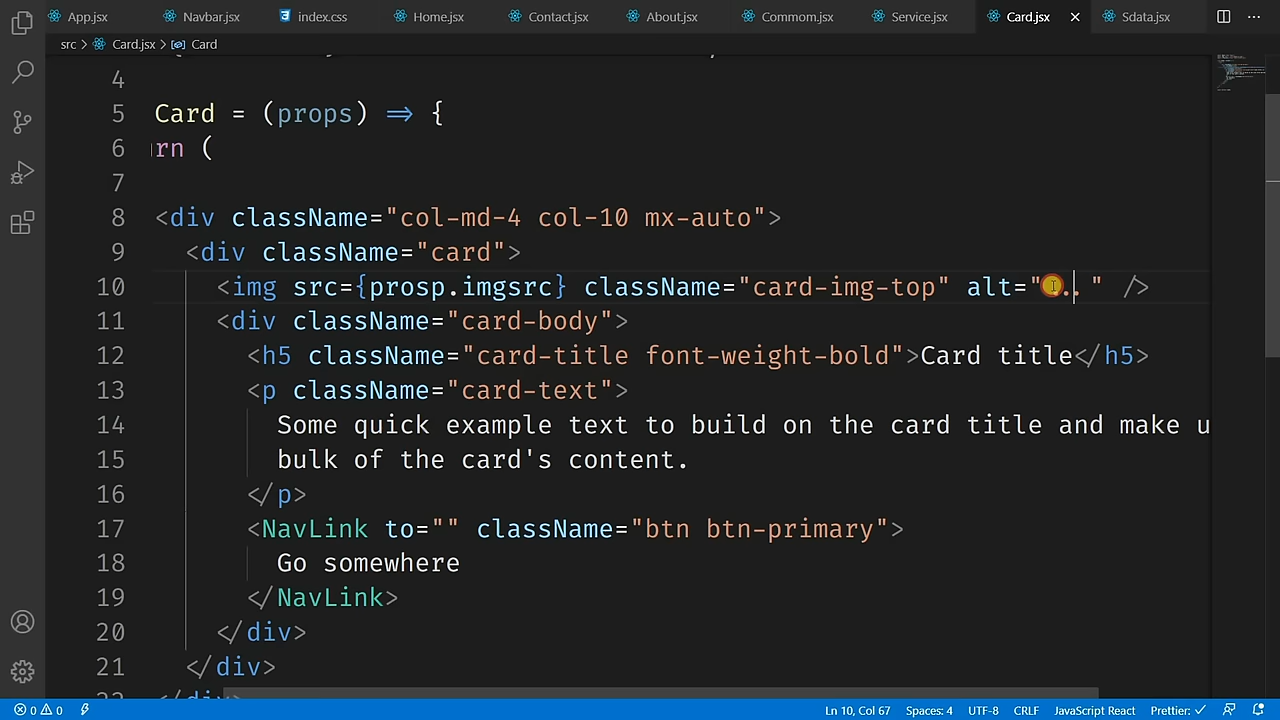 App.jsx Navbar.jsx index.css Home.jsx Contact.jsx About.jsx Commom.jsx Service.jsx Card.jsx Sdata.jsx
src > Card.jsx > Card
4
5 Card = (props) => {
6 rn (
7
8 <div className="col-md-4 col-10 mx-auto">
9 <div className="card">
10 <img src={prosp.imgsrc} className="card-img-top" alt="..." />
11 <div className="card-body">
12 <h5 className="card-title font-weight-bold">Card title</h5>
13 <p className="card-text">
14 Some quick example text to build on the card title and make u
15 bulk of the card's content.
16 </p>
17 <NavLink to="" className="btn btn-primary">
18 Go somewhere
19 </NavLink>
20 </div>
21 </div>
22 </div>
0 0 Ln 10, Col 67 Spaces: 4 UTF-8 CRLF JavaScript React Prettier: ✓